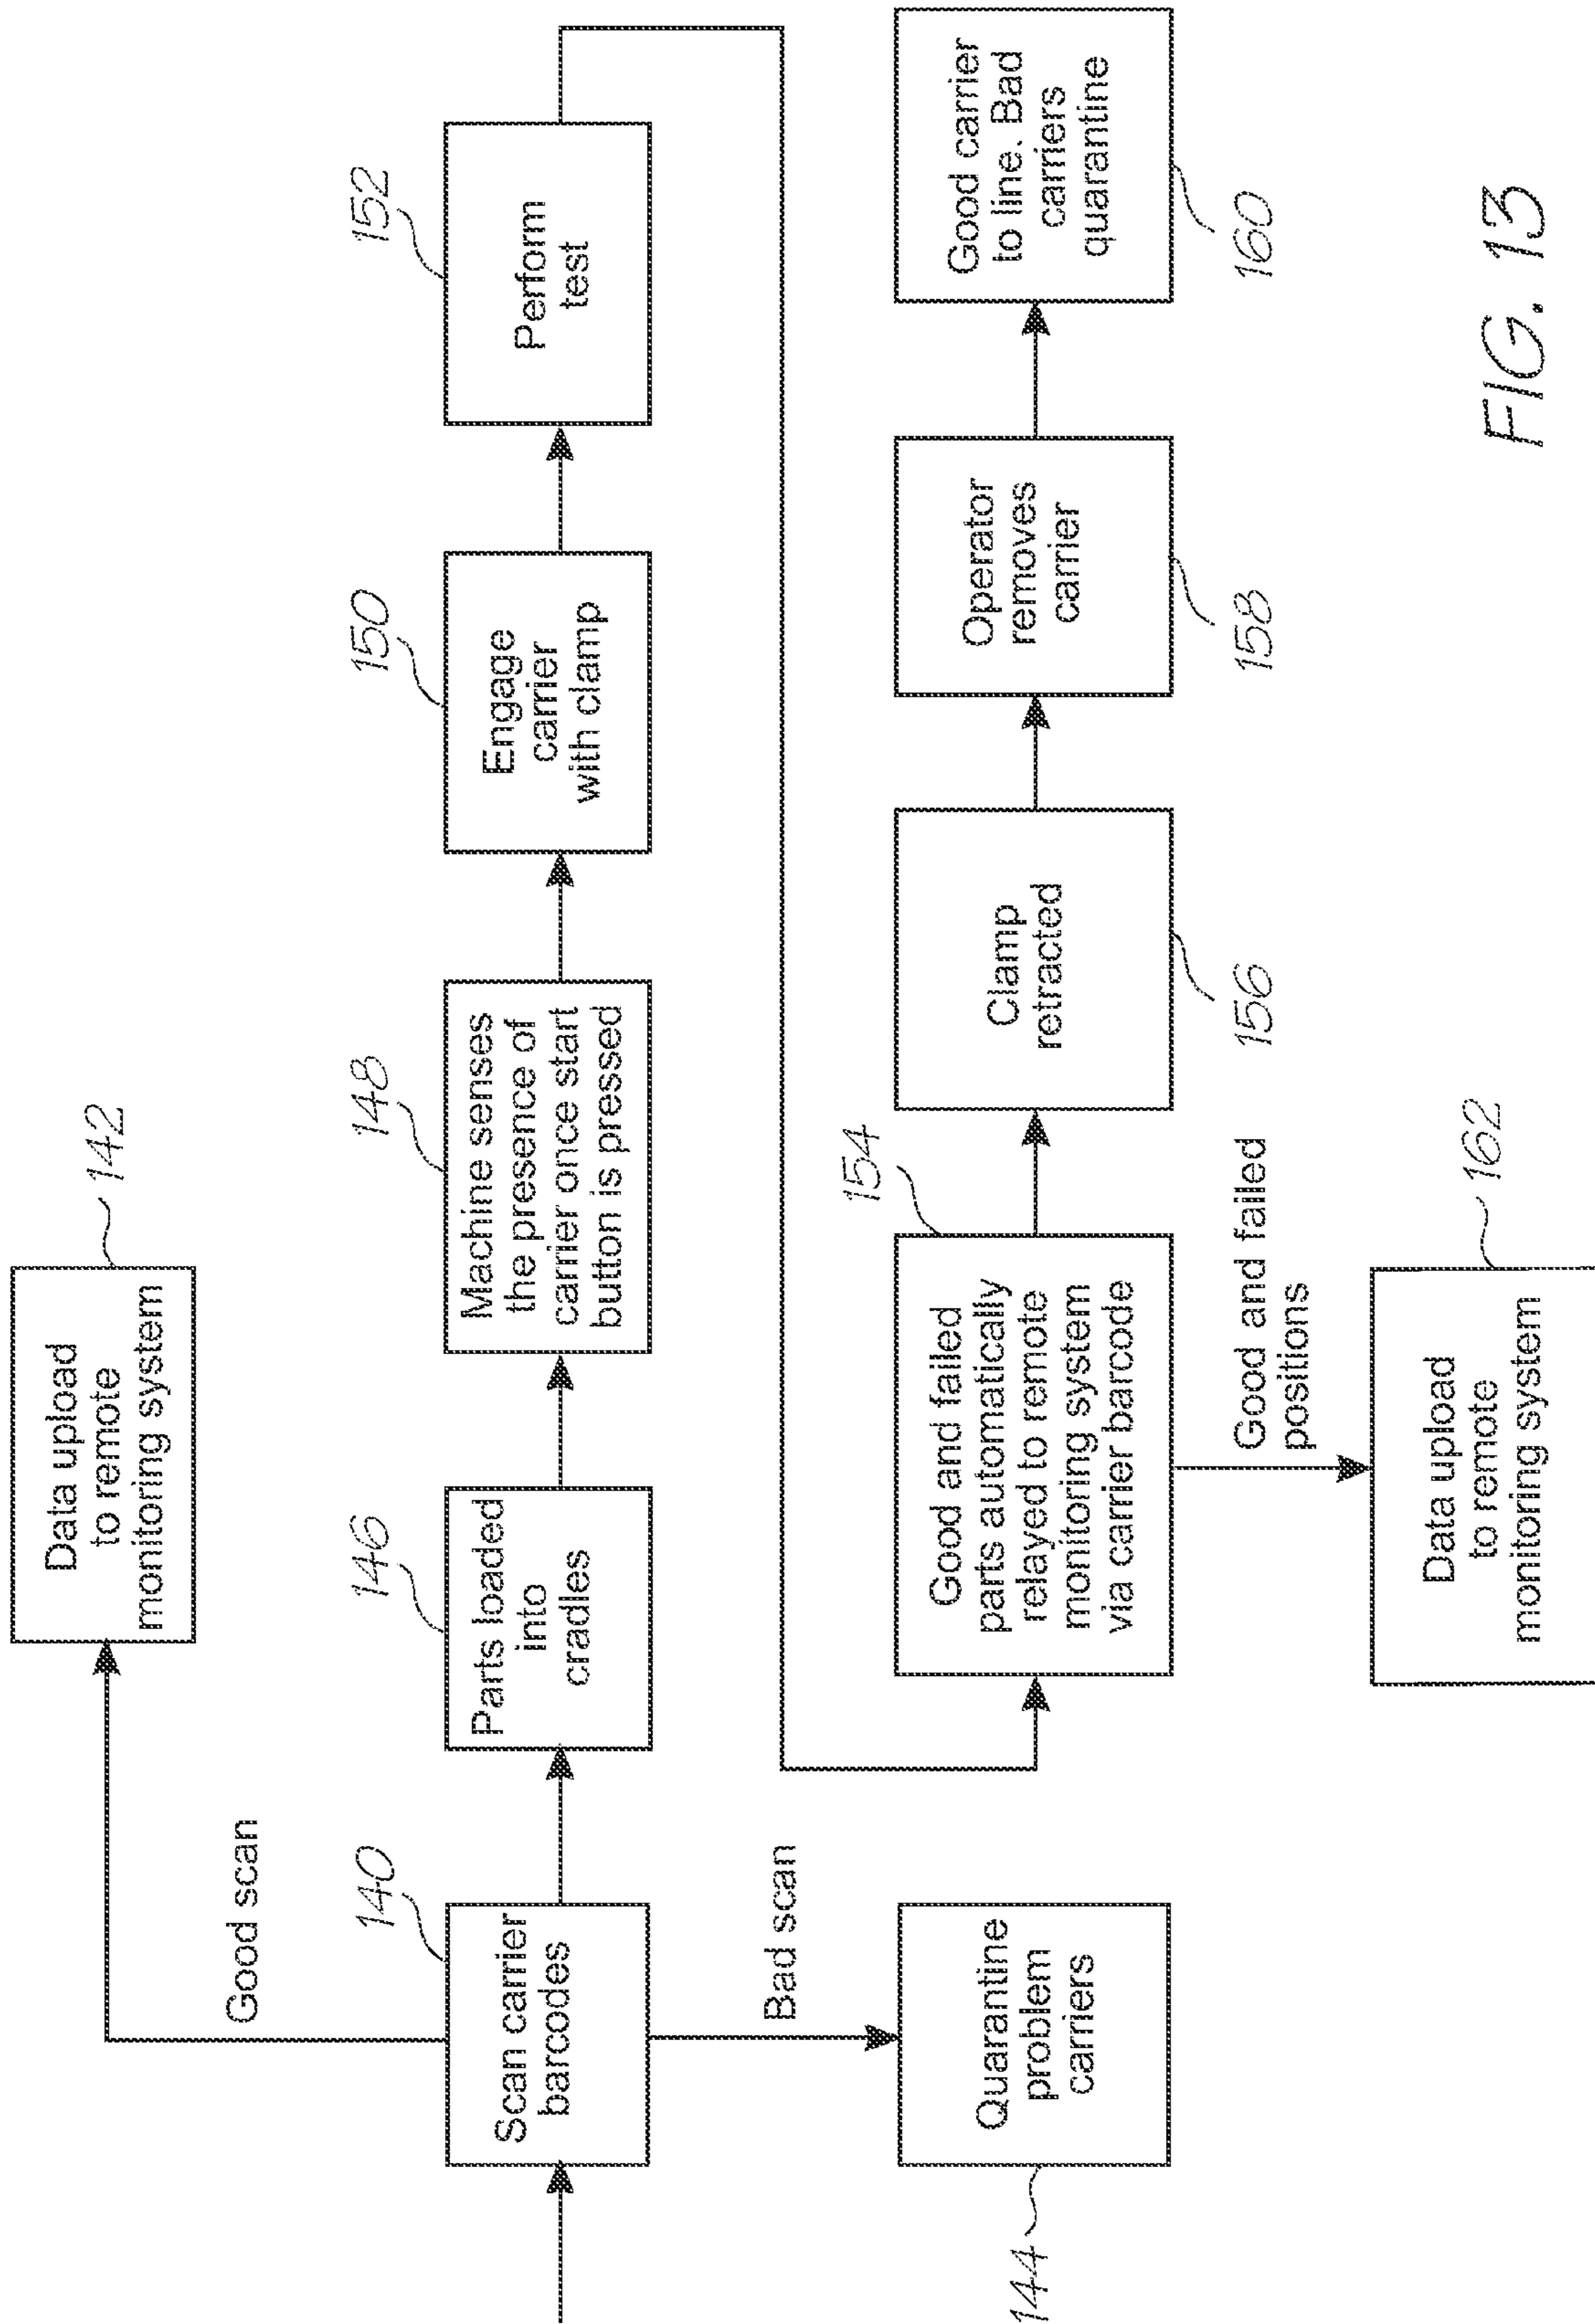 Data upload
to remote
monitoring system
142
Good scan
140
Scan carrier
barcodes
146
Parts loaded
into
cradles
148
Machine senses
the presence of
carrier once start
button is pressed
150
Engage
carrier
with clamp
152
Perform
test
Bad scan
144
Quarantine
problem
carriers
154
Good and failed
parts automatically
relayed to remote
monitoring system
via carrier barcode
Clamp
retracted
156
Operator
removes
carrier
158
Good carrier
to line. Bad
carriers
quarantine
160
Good and failed
positions
162
Data upload
to remote
monitoring system
FIG. 13